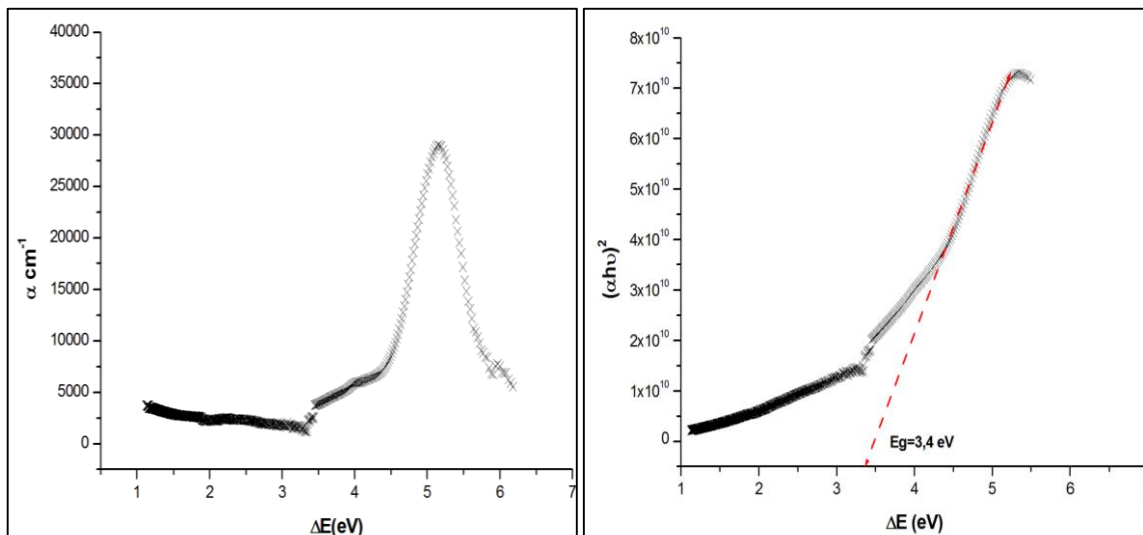 40000
35000
30000
25000
20000
15000
10000
5000
0
α cm⁻¹
1 2 3 4 5 6 7
ΔE(eV)
8x10¹⁰
7x10¹⁰
6x10¹⁰
5x10¹⁰
4x10¹⁰
3x10¹⁰
2x10¹⁰
1x10¹⁰
0
(αhυ)²
Eg=3,4 eV
1 2 3 4 5 6
ΔE (eV)